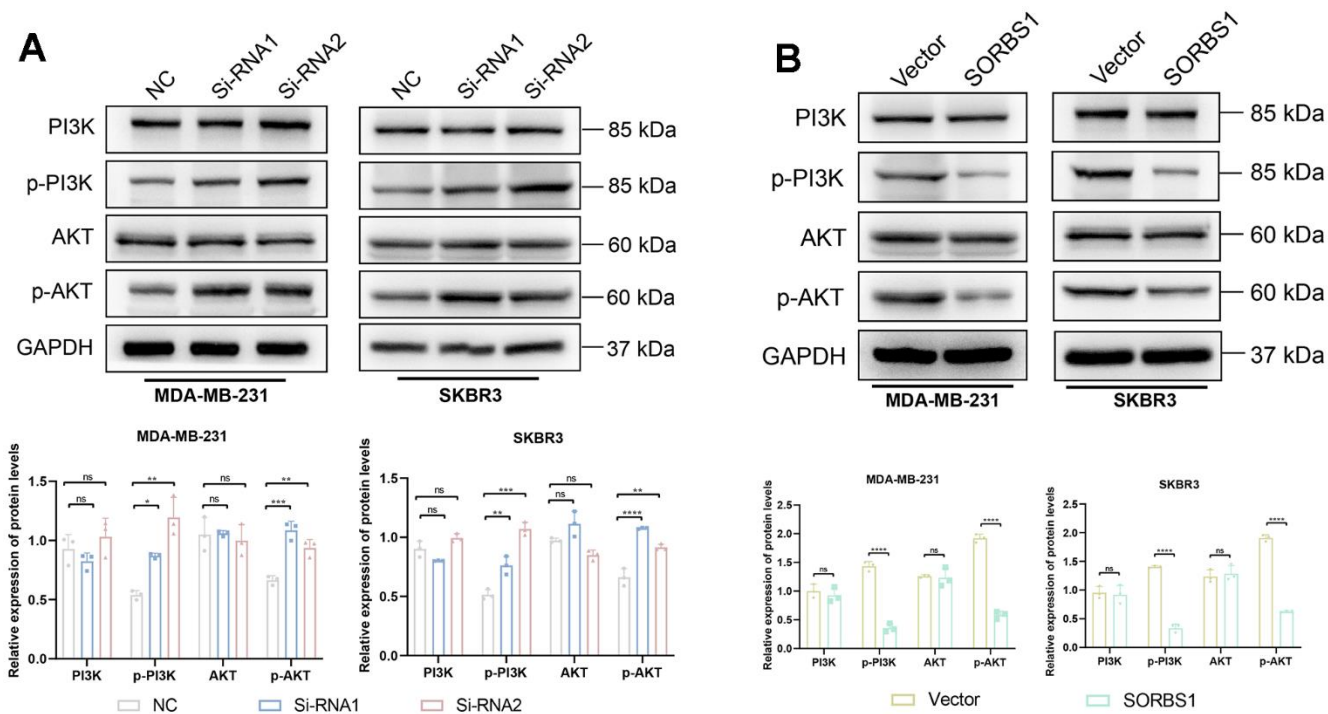 A
B
NC Si-RNA1 Si-RNA2 NC Si-RNA1 Si-RNA2
PI3K 85 kDa
p-PI3K 85 kDa
AKT 60 kDa
p-AKT 60 kDa
GAPDH 37 kDa
MDA-MB-231 SKBR3
Vector SORBS1 Vector SORBS1
PI3K 85 kDa
p-PI3K 85 kDa
AKT 60 kDa
p-AKT 60 kDa
GAPDH 37 kDa
MDA-MB-231 SKBR3
MDA-MB-231
Relative expression of protein levels
1.5
1.0
0.5
0.0
ns ** ns **
ns * ns ***
PI3K p-PI3K AKT p-AKT
SKBR3
Relative expression of protein levels
1.5
1.0
0.5
0.0
ns *** ns **
ns ** ns ****
PI3K p-PI3K AKT p-AKT
NC Si-RNA1 Si-RNA2
MDA-MB-231
Relative expression of protein levels
2.5
2.0
1.5
1.0
0.5
0.0
ns **** ns ****
PI3K p-PI3K AKT p-AKT
SKBR3
Relative expression of protein levels
2.5
2.0
1.5
1.0
0.5
0.0
ns **** ns ****
PI3K p-PI3K AKT p-AKT
Vector SORBS1